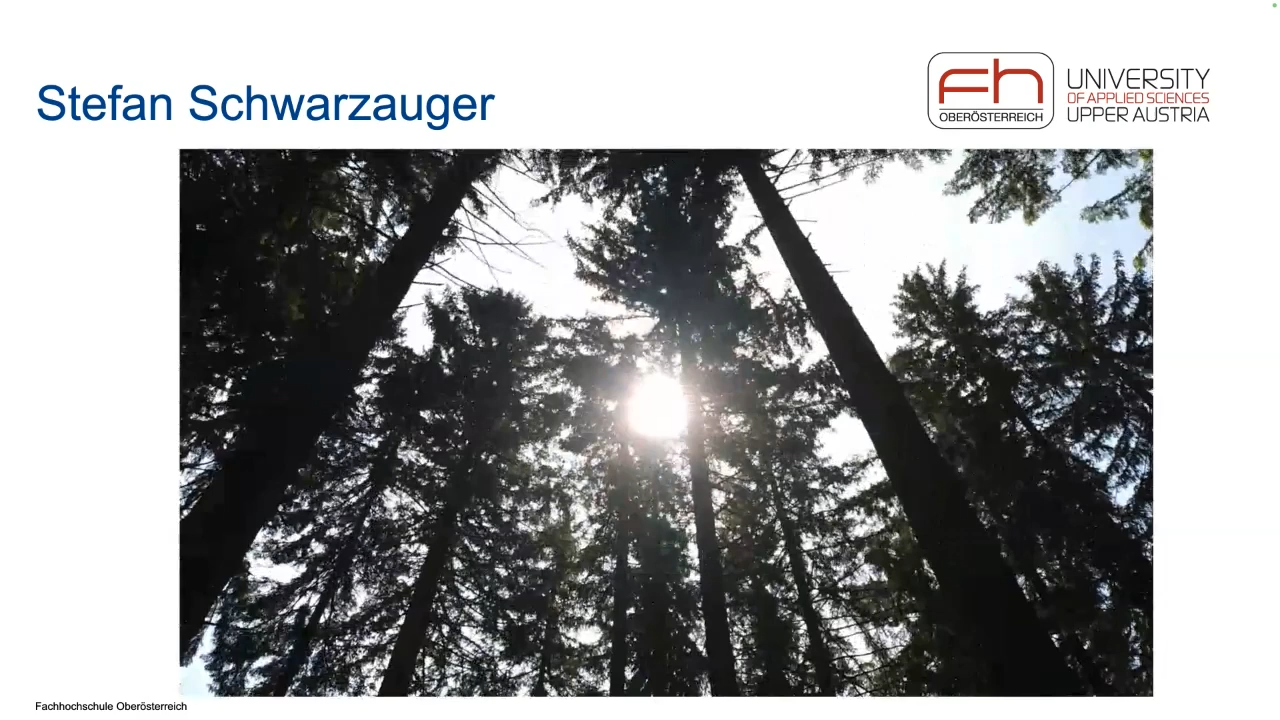 Stefan Schwarzauger
fh
OBERÖSTERREICH
UNIVERSITY
OF APPLIED SCIENCES
UPPER AUSTRIA
Fachhochschule Oberösterreich